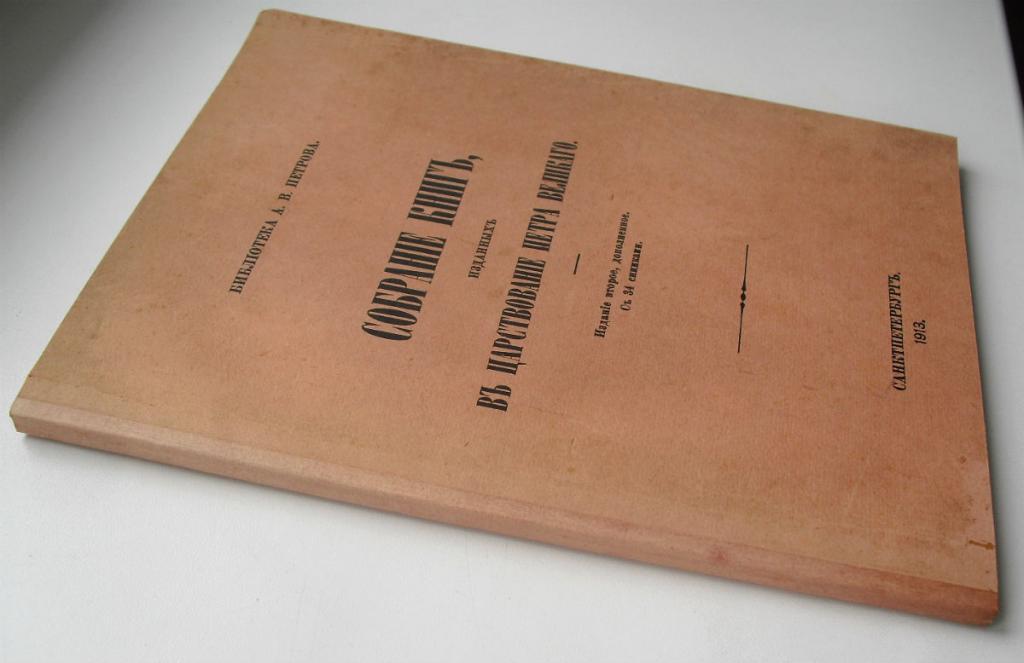 БИБЛІОТЕКА А. В. ПЕТРОВА.
СОБРАНІЕ КНИГЪ,
ИЗДАННЫХЪ
ВЪ ЦАРСТВОВАНІЕ ПЕТРА ВЕЛИКАГО.
Изданіе второе, дополненное.
Съ 34 снимками.
САНКТПЕТЕРБУРГЪ.
1913.